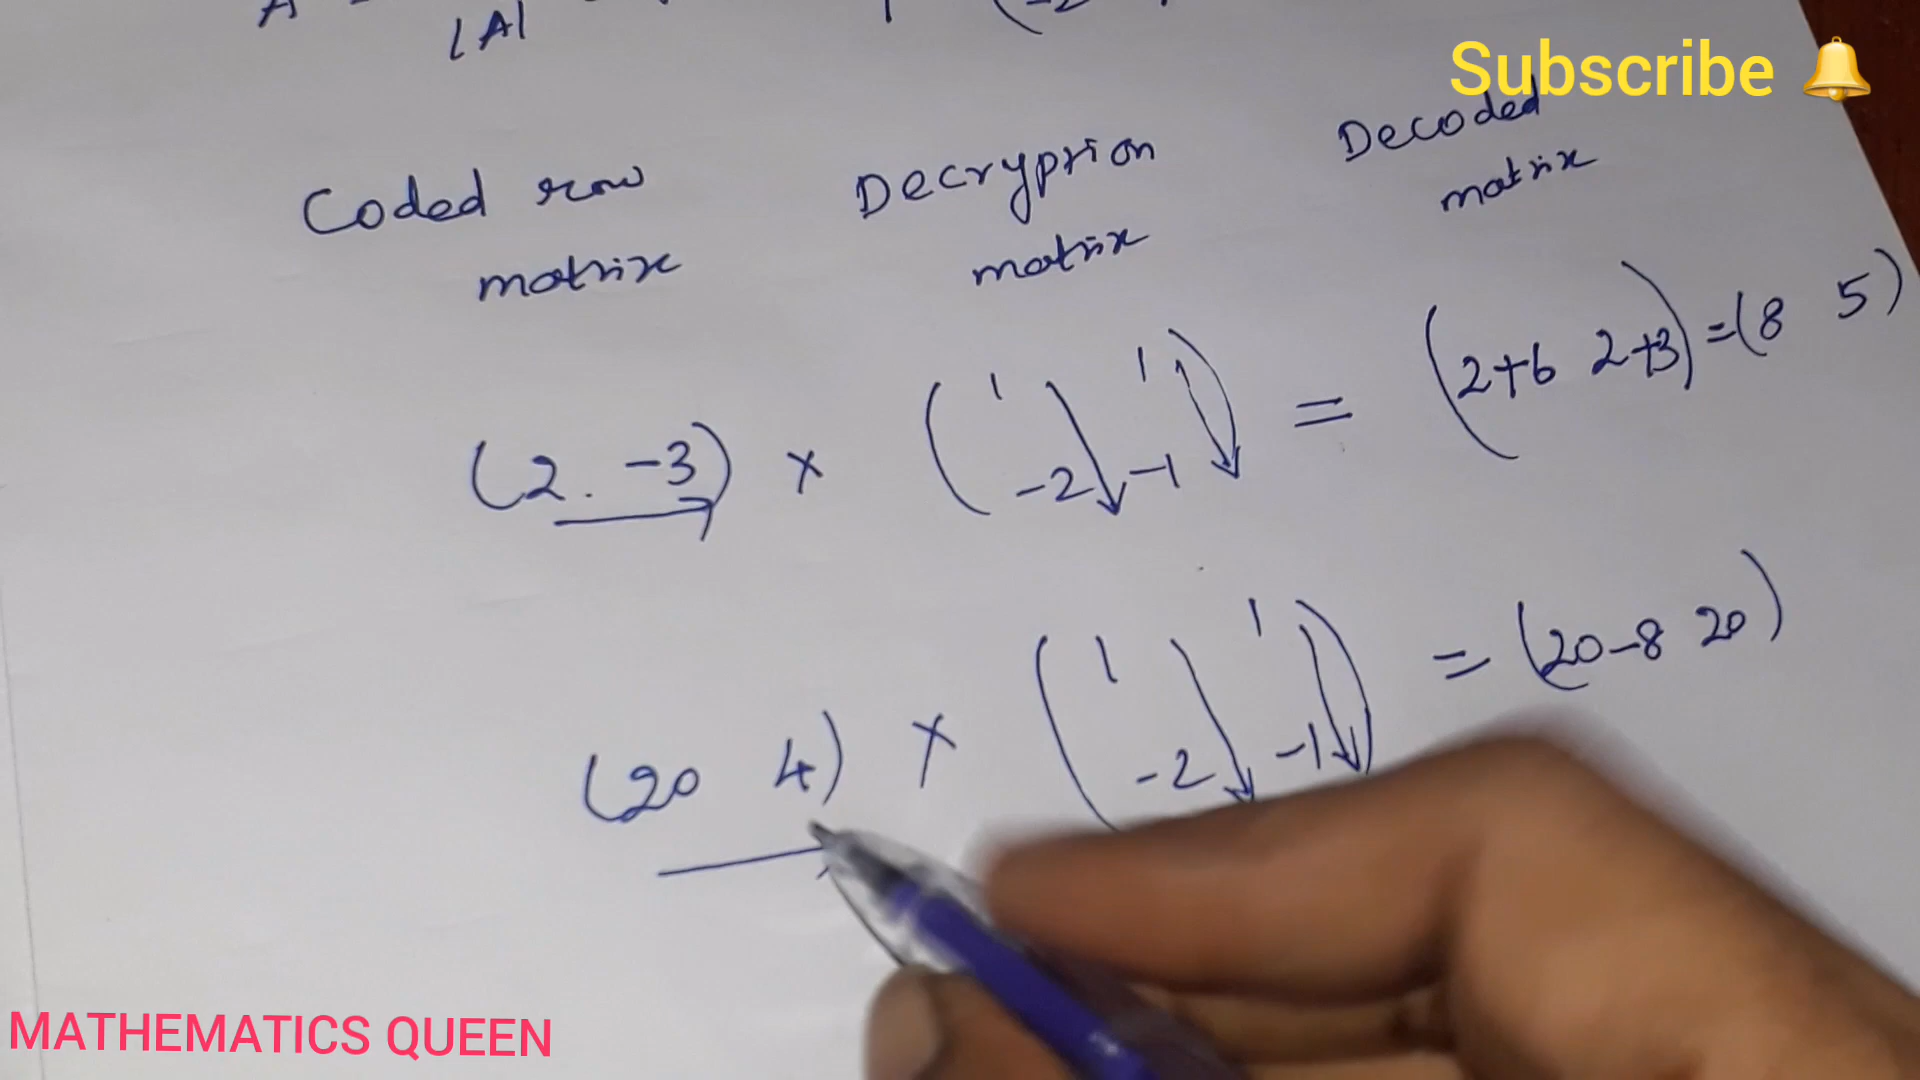 |A|
Subscribe
Coded row matrix
Decryption matrix
Decoded matrix
(2 -3) × ( 1 1 -2 -1 ) = (2+6 2+3) = (8 5)
(20 4) × ( 1 1 -2 -1 ) = (20-8 20)
MATHEMATICS QUEEN